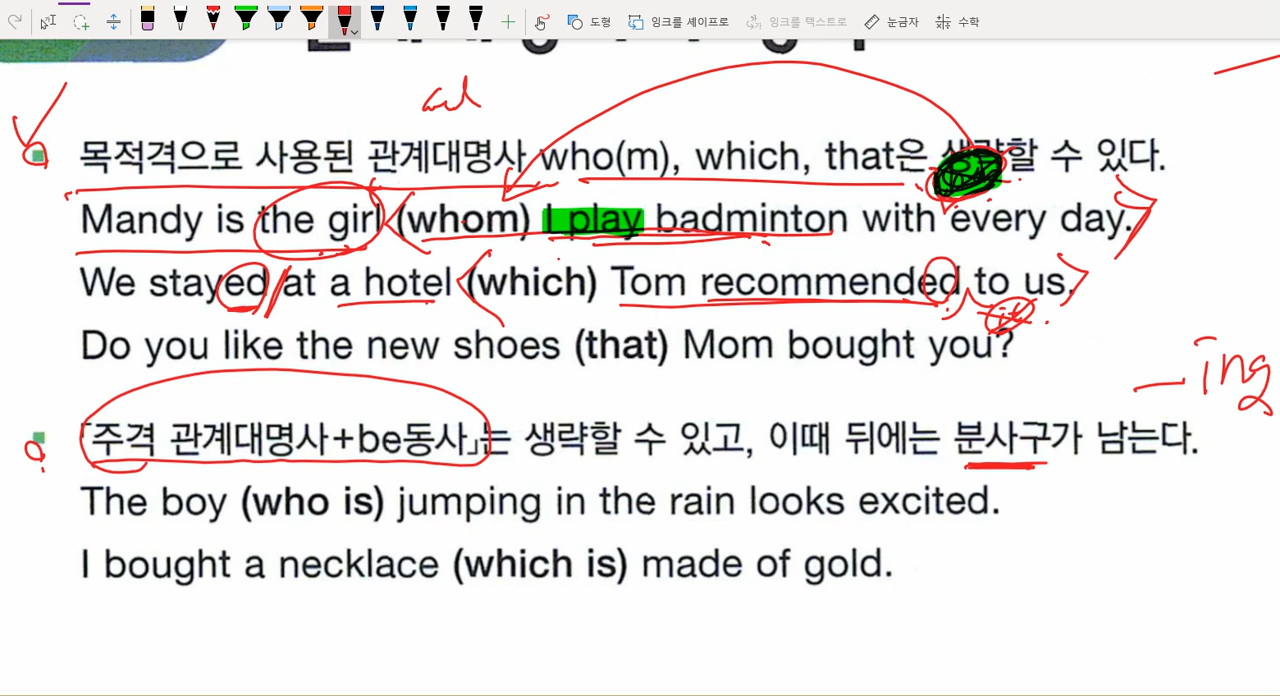 도형 잉크를 셰이프로 잉크를 텍스트로 눈금자 수학
목적격으로 사용된 관계대명사 who(m), which, that은 생략할 수 있다.
Mandy is the girl (whom) I play badminton with every day.
We stayed at a hotel (which) Tom recommended to us.
Do you like the new shoes (that) Mom bought you?
-ing
「주격 관계대명사+be동사」는 생략할 수 있고, 이때 뒤에는 분사구가 남는다.
The boy (who is) jumping in the rain looks excited.
I bought a necklace (which is) made of gold.